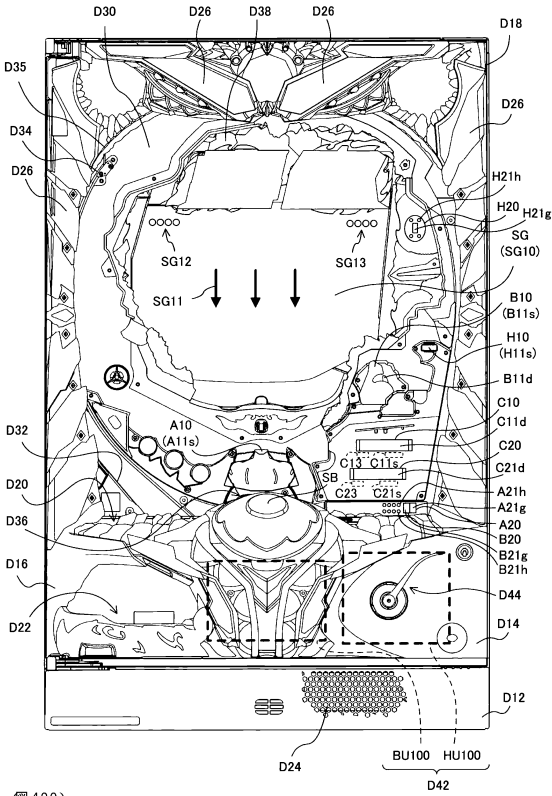 D30
D26
D38
D26
D18
D35
D34
D26
D26
H21h
H20
H21g
SG
(SG10)
SG12
SG13
SG11
B10
(B11s)
H10
(H11s)
B11d
C10
C11d
A10
(A11s)
C13
C11s
C20
D32
C21d
SB
C23
C21s
A21h
D20
A21g
A20
D36
B20
B21g
B21h
D16
D44
D22
D14
D12
D24
BU100
HU100
D42